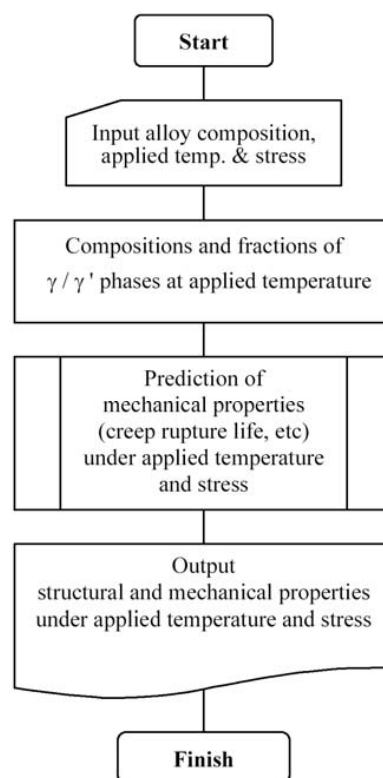 Start
Input alloy composition,
applied temp. & stress
Compositions and fractions of
γ / γ ' phases at applied temperature
Prediction of
mechanical properties
(creep rupture life, etc)
under applied temperature
and stress
Output
structural and mechanical properties
under applied temperature and stress
Finish